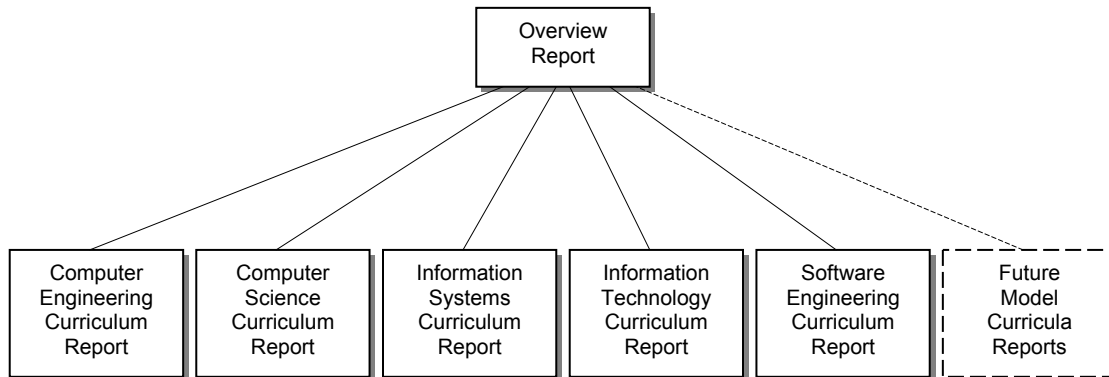 Overview
Report
Computer
Engineering
Curriculum
Report
Computer
Science
Curriculum
Report
Information
Systems
Curriculum
Report
Information
Technology
Curriculum
Report
Software
Engineering
Curriculum
Report
Future
Model
Curricula
Reports